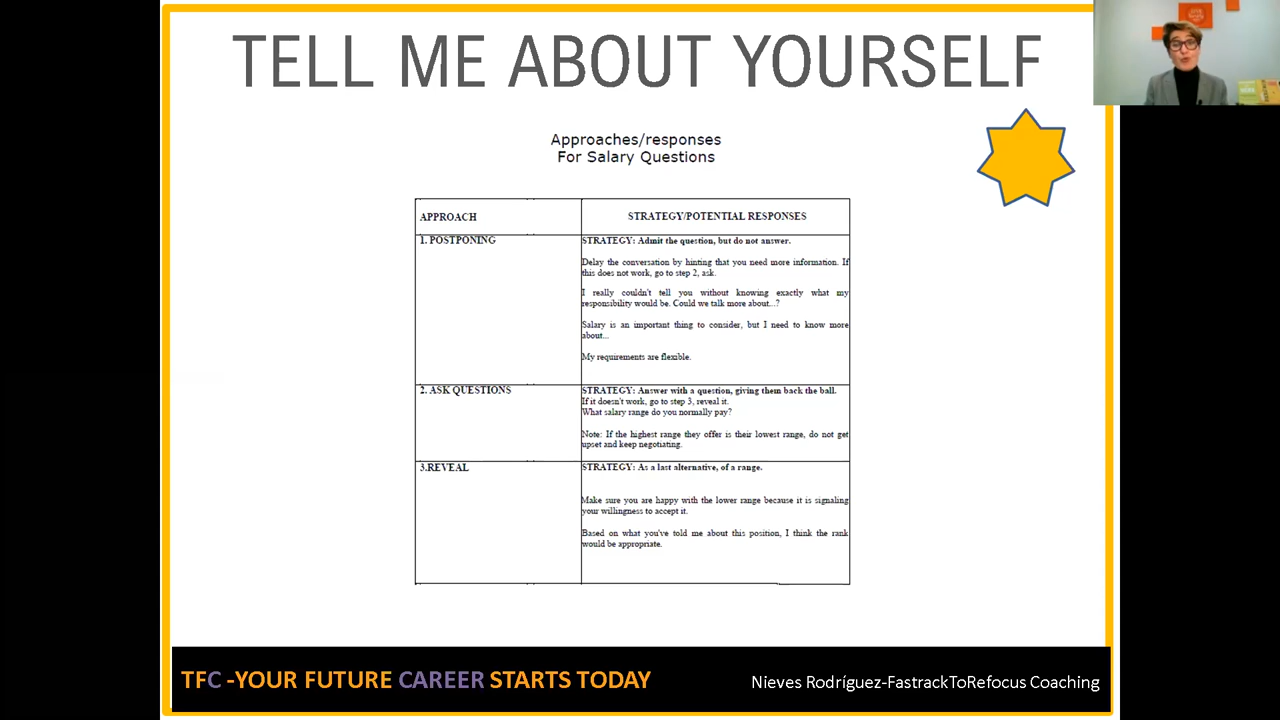 TELL ME ABOUT YOURSELF
Approaches/responses
For Salary Questions
APPROACH
STRATEGY/POTENTIAL RESPONSES
1. POSTPONING
STRATEGY: Admit the question, but do not answer.
Delay the conversation by hinting that you need more information. If
this does not work, go to step 2, ask.
I really couldn't tell you without knowing exactly what my
responsibility would be. Could we talk more about...?
Salary is an important thing to consider, but I need to know more
about...
My requirements are flexible.
2. ASK QUESTIONS
STRATEGY: Answer with a question, giving them back the ball.
If it doesn't work, go to step 3, reveal it.
What salary range do you normally pay?
Note: If the highest range they offer is their lowest range, do not get
upset and keep negotiating.
3.REVEAL
STRATEGY: As a last alternative, of a range.
Make sure you are happy with the lower range because it is signaling
your willingness to accept it.
Based on what you've told me about this position, I think the rank
would be appropriate.
TFC -YOUR FUTURE CAREER STARTS TODAY
Nieves Rodríguez-FastrackToRefocus Coaching